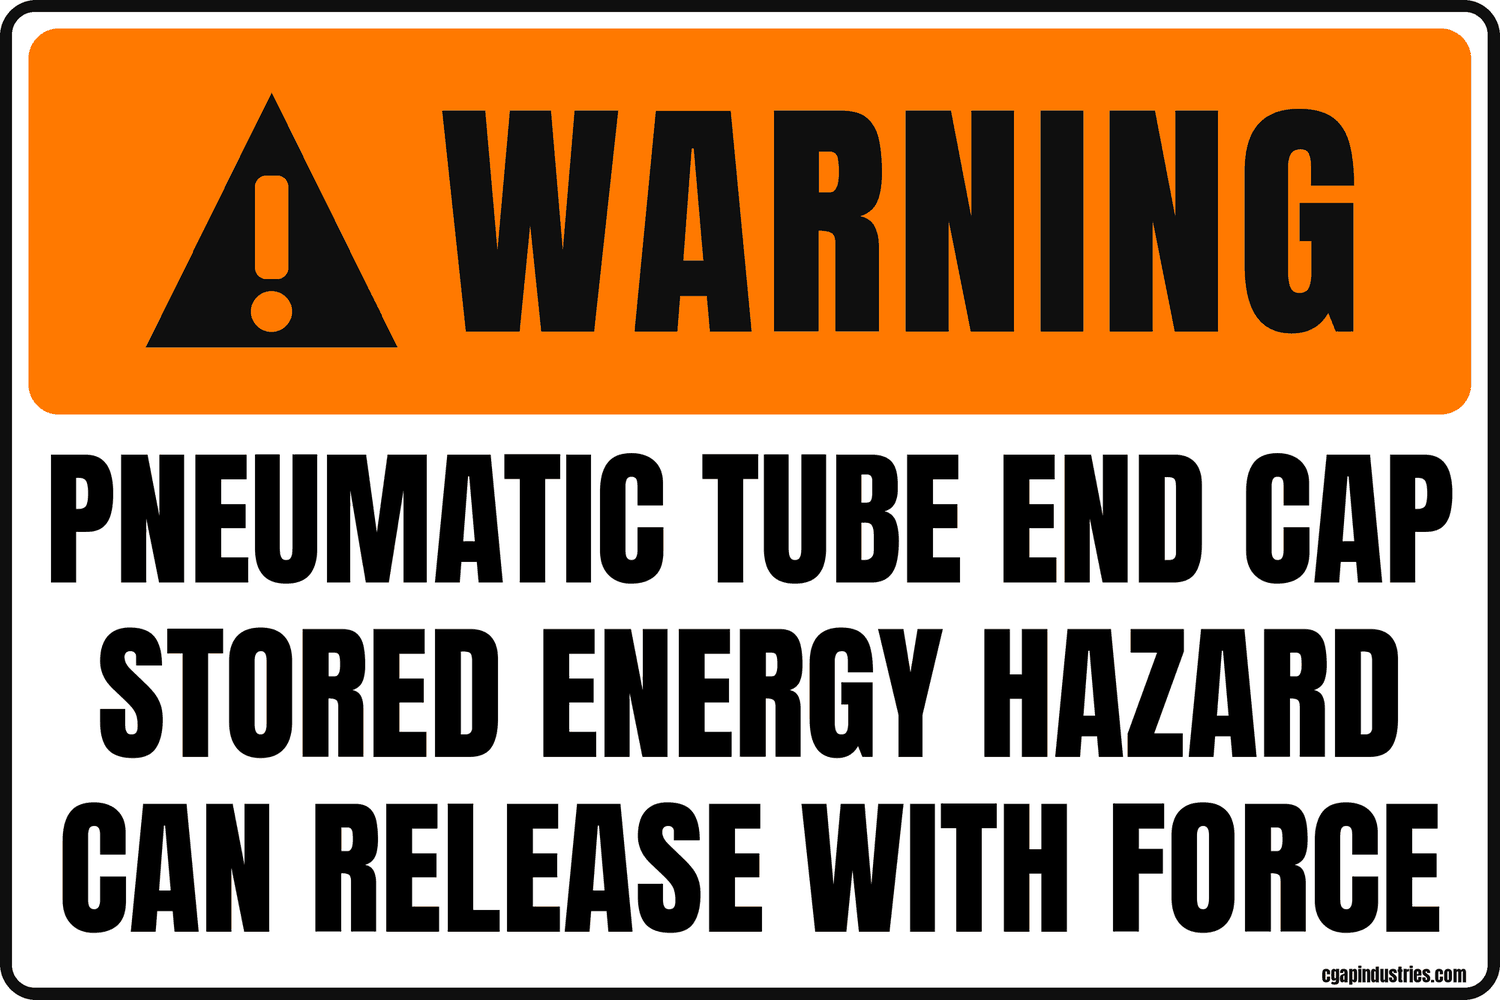 WARNING
PNEUMATIC TUBE END CAP
STORED ENERGY HAZARD
CAN RELEASE WITH FORCE
cgapindustries.com